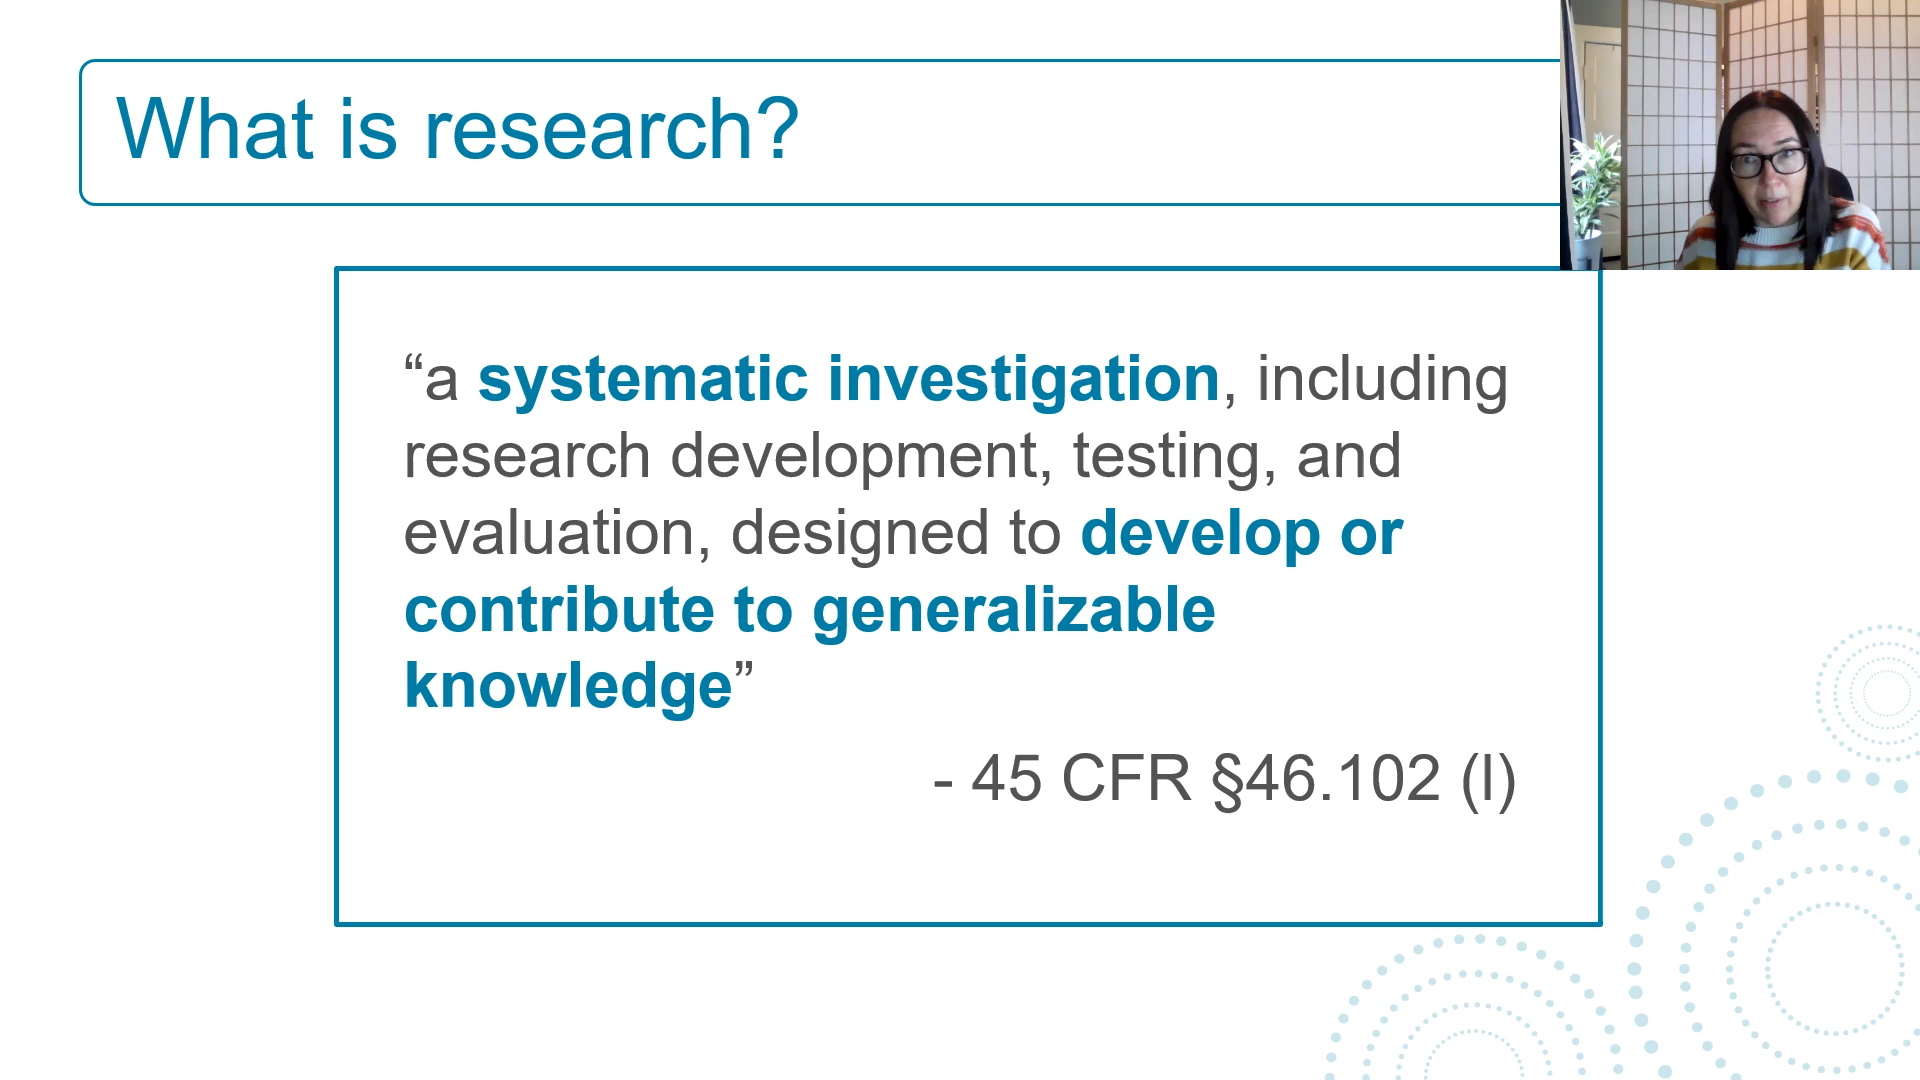 What is research?
“a systematic investigation, including
research development, testing, and
evaluation, designed to develop or
contribute to generalizable
knowledge”
- 45 CFR §46.102 (l)